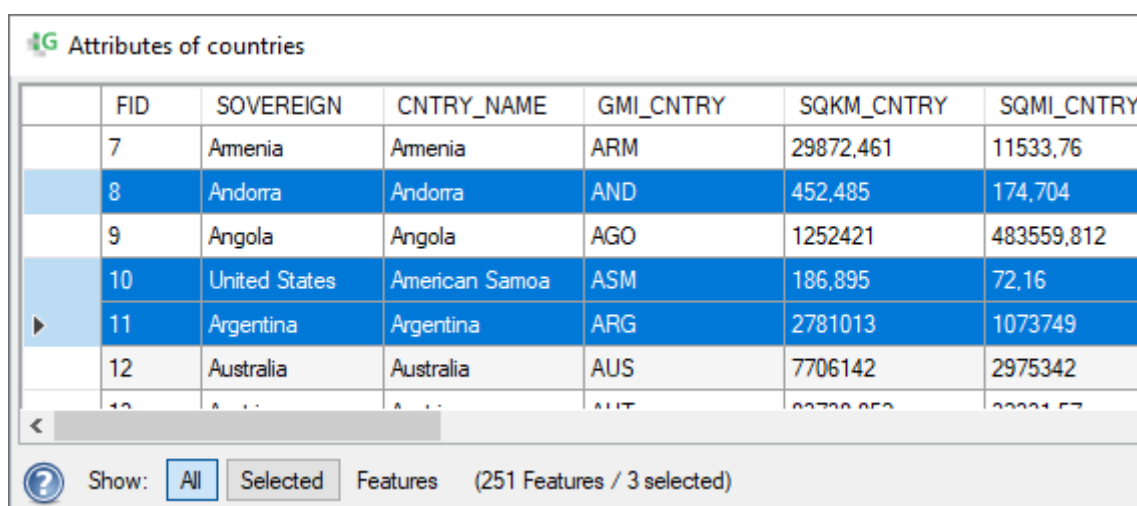 Attributes of countries
FID SOVEREIGN CNTRY_NAME GMI_CNTRY SQKM_CNTRY SQMI_CNTRY
7 Armenia Armenia ARM 29872,461 11533,76
8 Andorra Andorra AND 452,485 174,704
9 Angola Angola AGO 1252421 483559,812
10 United States American Samoa ASM 186,895 72,16
11 Argentina Argentina ARG 2781013 1073749
12 Australia Australia AUS 7706142 2975342
Show: All Selected Features (251 Features / 3 selected)